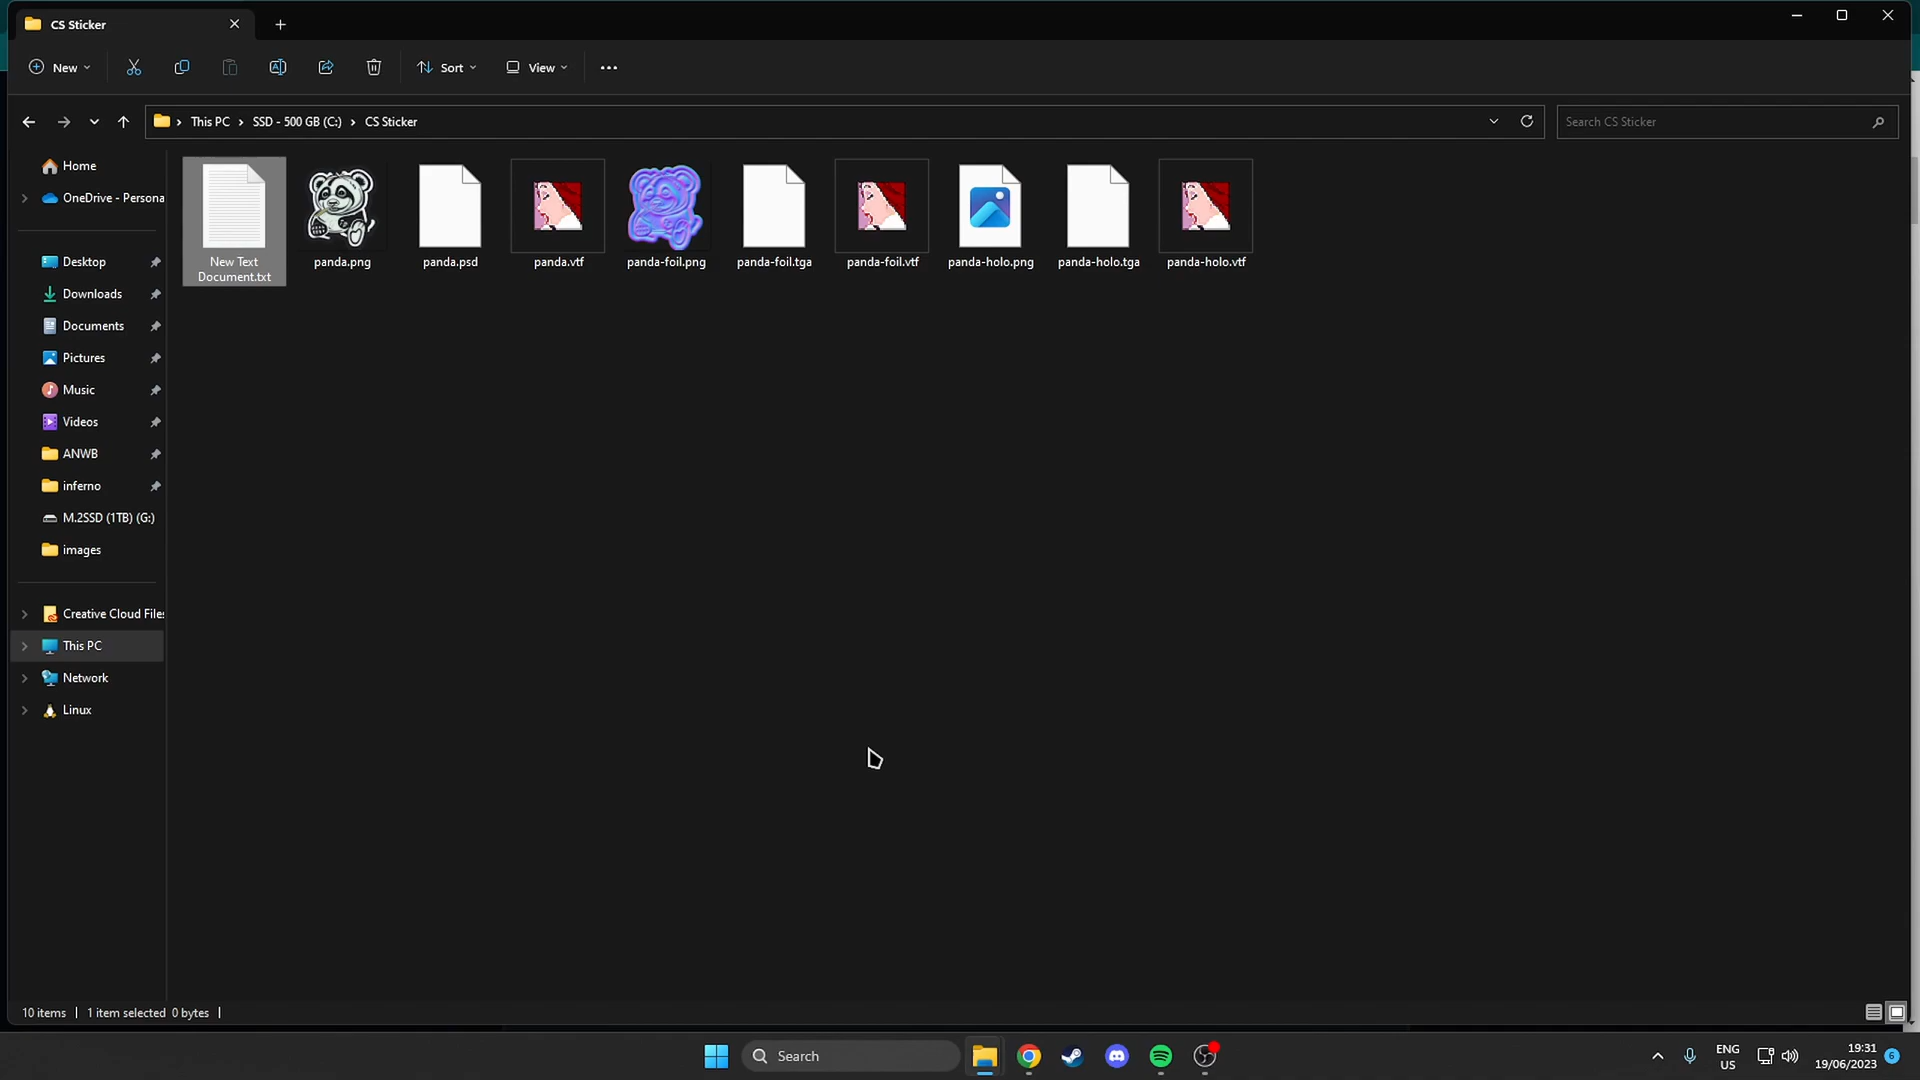 CS Sticker
New
Sort
View
This PC
SSD - 500 GB (C:)
CS Sticker
Search CS Sticker
Home
OneDrive - Persona
Desktop
Downloads
Documents
Pictures
Music
Videos
ANWB
inferno
M.2SSD (1TB) (G:)
images
Creative Cloud Files
This PC
Network
Linux
New Text
Document.txt
panda.png
panda.psd
panda.vtf
panda-foil.png
panda-foil.tga
panda-foil.vtf
panda-holo.png
panda-holo.tga
panda-holo.vtf
10 items
1 item selected 0 bytes
Search
ENG
US
19:31
19/06/2023
6